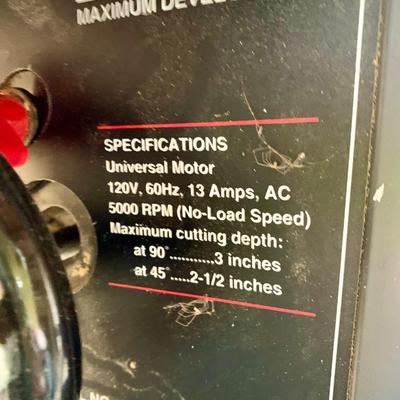 MAXIMUM
SPECIFICATIONS
Universal Motor
120V, 60Hz, 13 Amps, AC
5000 RPM (No-Load Speed)
Maximum cutting depth:
at 90°...........3 inches
at 45°.....2-1/2 inches